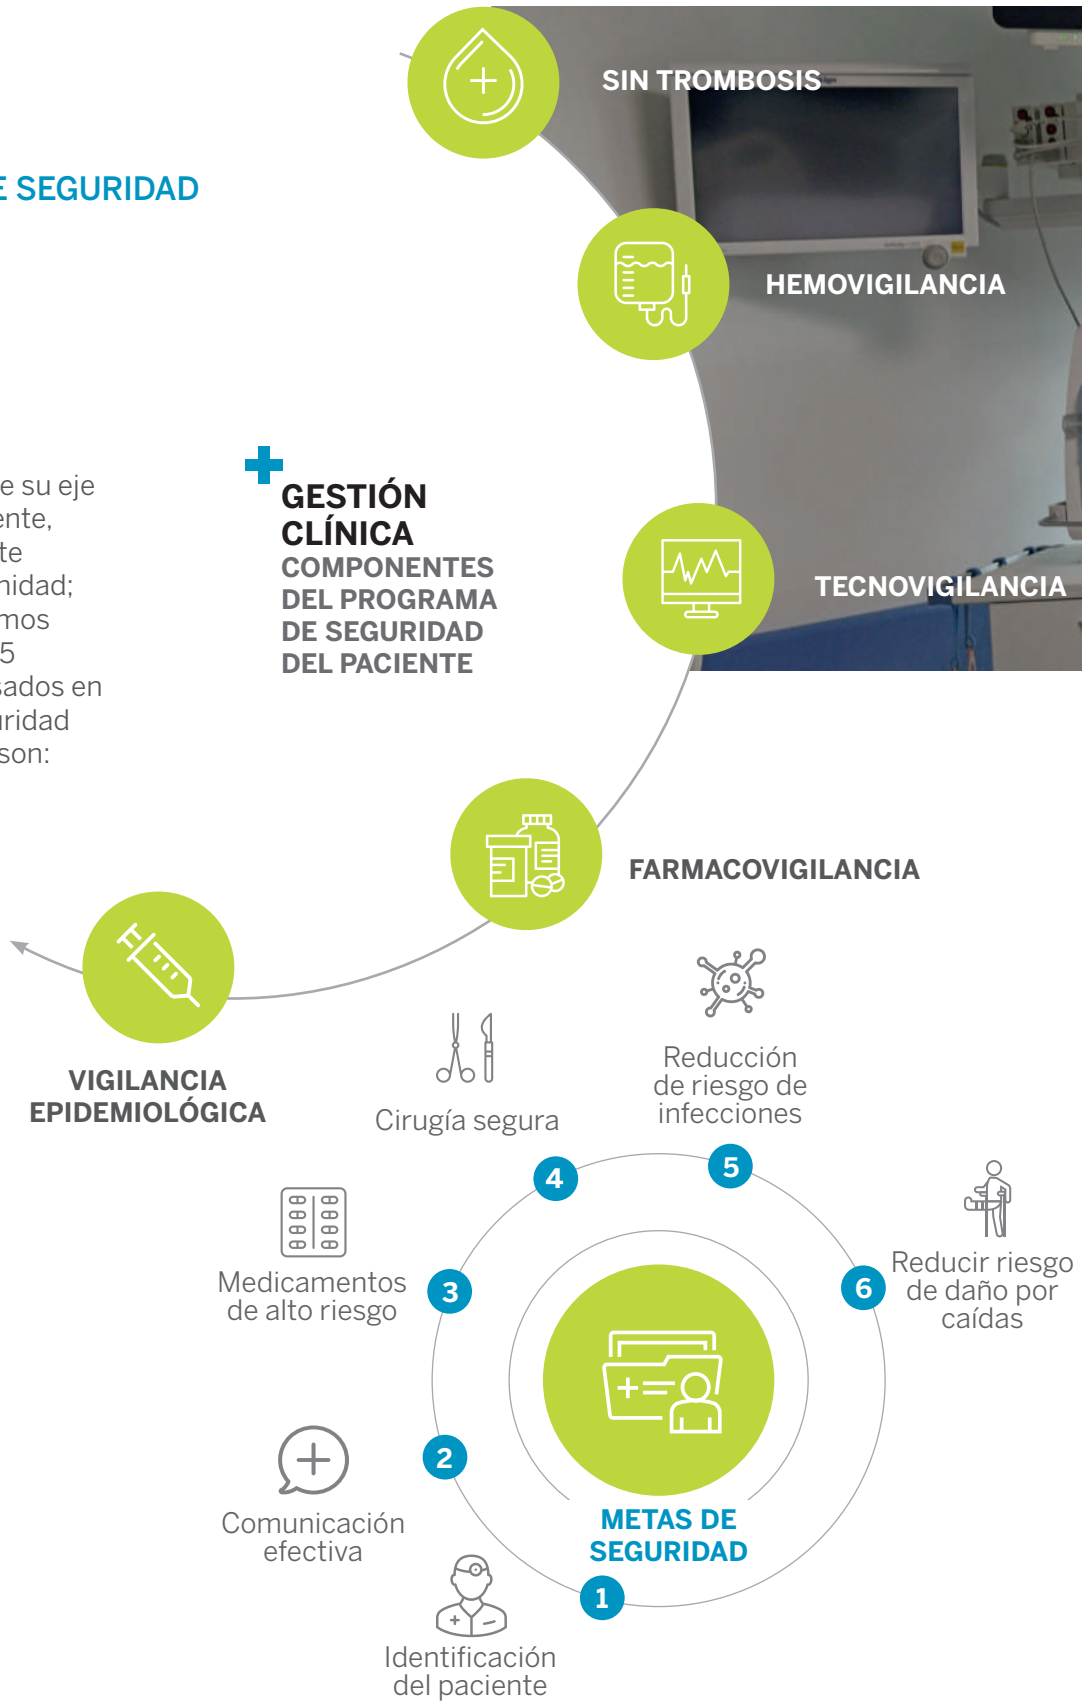 SIN TROMBOSIS
E SEGURIDAD
HEMOVIGILANCIA
e su eje
ente,
te
nidad;
mos
5
sados en
uridad
son:
GESTIÓN
CLÍNICA
COMPONENTES
DEL PROGRAMA
DE SEGURIDAD
DEL PACIENTE
TECNOVIGILANCIA
FARMACOVIGILANCIA
VIGILANCIA
EPIDEMIOLÓGICA
Cirugía segura
Reducción
de riesgo de
infecciones
4
5
Medicamentos
de alto riesgo
3
6
Reducir riesgo
de daño por
caídas
2
Comunicación
efectiva
METAS DE
SEGURIDAD
1
Identificación
del paciente